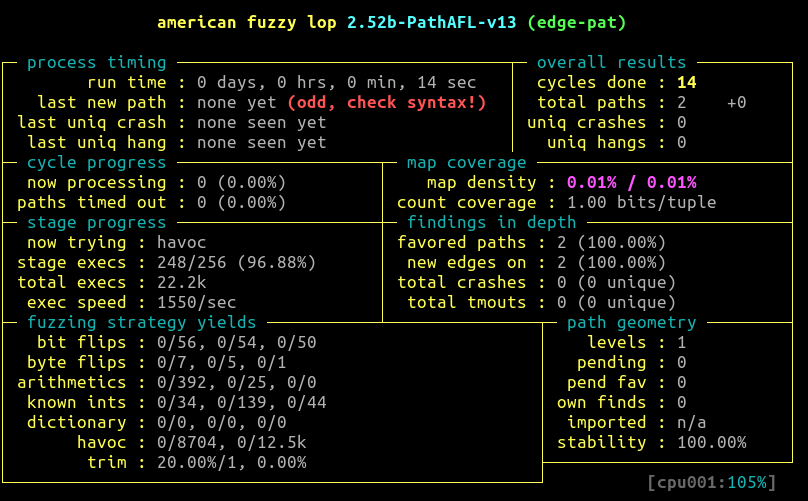 american fuzzy lop 2.52b-PathAFL-v13 (edge-pat)
process timing overall results
run time : 0 days, 0 hrs, 0 min, 14 sec cycles done : 14
last new path : none yet (odd, check syntax!) total paths : 2 +0
last uniq crash : none seen yet uniq crashes : 0
last uniq hang : none seen yet uniq hangs : 0
cycle progress map coverage
now processing : 0 (0.00%) map density : 0.01% / 0.01%
paths timed out : 0 (0.00%) count coverage : 1.00 bits/tuple
stage progress findings in depth
now trying : havoc favored paths : 2 (100.00%)
stage execs : 248/256 (96.88%) new edges on : 2 (100.00%)
total execs : 22.2k total crashes : 0 (0 unique)
exec speed : 1550/sec total tmouts : 0 (0 unique)
fuzzing strategy yields path geometry
bit flips : 0/56, 0/54, 0/50 levels : 1
byte flips : 0/7, 0/5, 0/1 pending : 0
arithmetics : 0/392, 0/25, 0/0 pend fav : 0
known ints : 0/34, 0/139, 0/44 own finds : 0
dictionary : 0/0, 0/0, 0/0 imported : n/a
havoc : 0/8704, 0/12.5k stability : 100.00%
trim : 20.00%/1, 0.00%
[cpu001:105%]